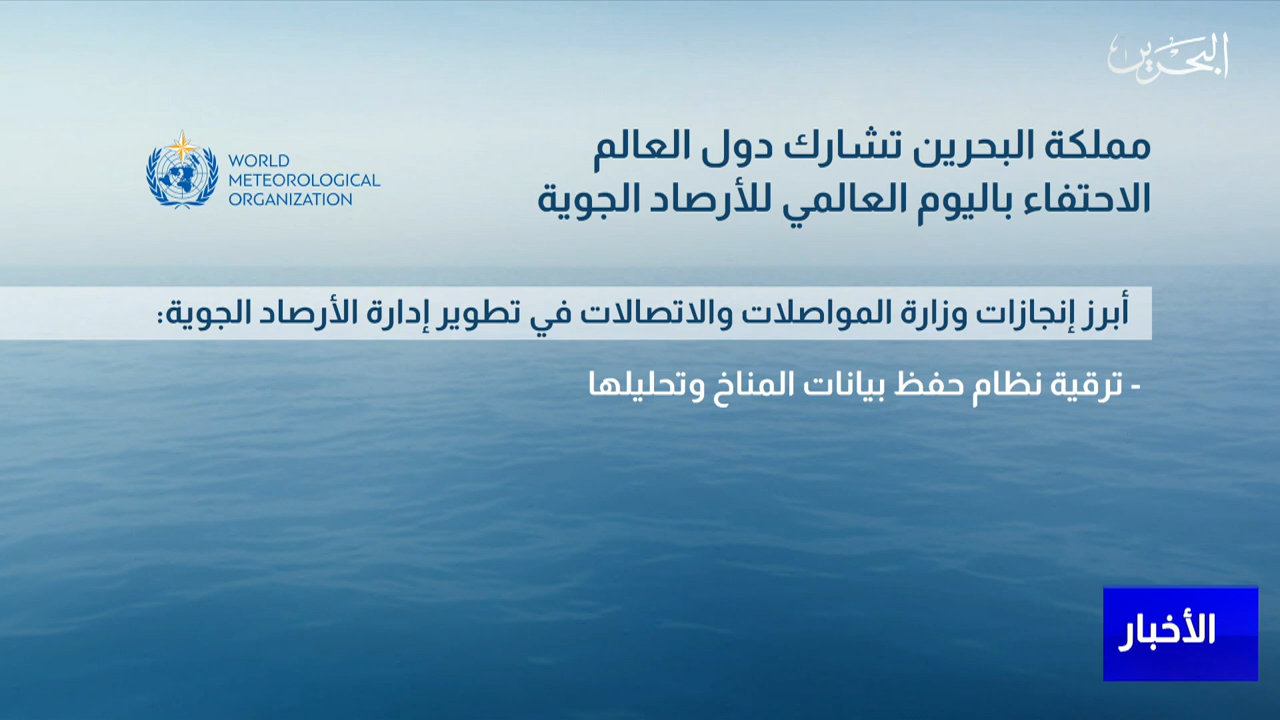 البحرين
مملكة البحرين تشارك دول العالم
الاحتفاء باليوم العالمي للأرصاد الجوية
WORLD
METEOROLOGICAL
ORGANIZATION
أبرز إنجازات وزارة المواصلات والاتصالات في تطوير إدارة الأرصاد الجوية:
- ترقية نظام حفظ بيانات المناخ وتحليلها
الأخبار